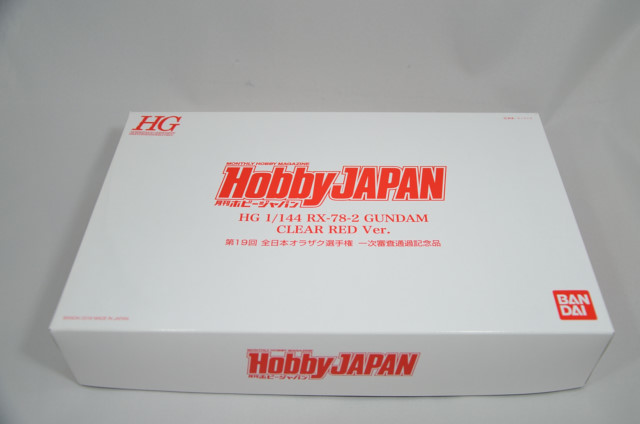 HG
MONTHLY HOBBY MAGAZINE
HobbyJAPAN
月刊ホビージャパン
HG 1/144 RX-78-2 GUNDAM
CLEAR RED Ver.
第19回 全日本オラザク選手権 一次審査通過記念品
BAN
DAI
HobbyJAPAN
月刊ホビージャパン